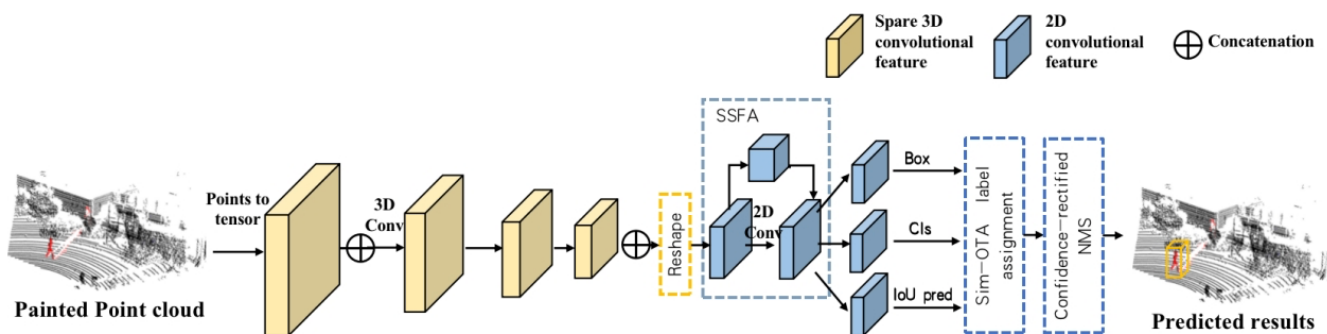 Spare 3D
convolutional
feature
2D
convolutional
feature
Concatenation
SSFA
Points to
tensor
3D
Conv
Reshape
2D
Conv
Box
Cls
IoU pred
Sim-OTA label
assignment
Confidence-rectified
NMS
Painted Point cloud
Predicted results